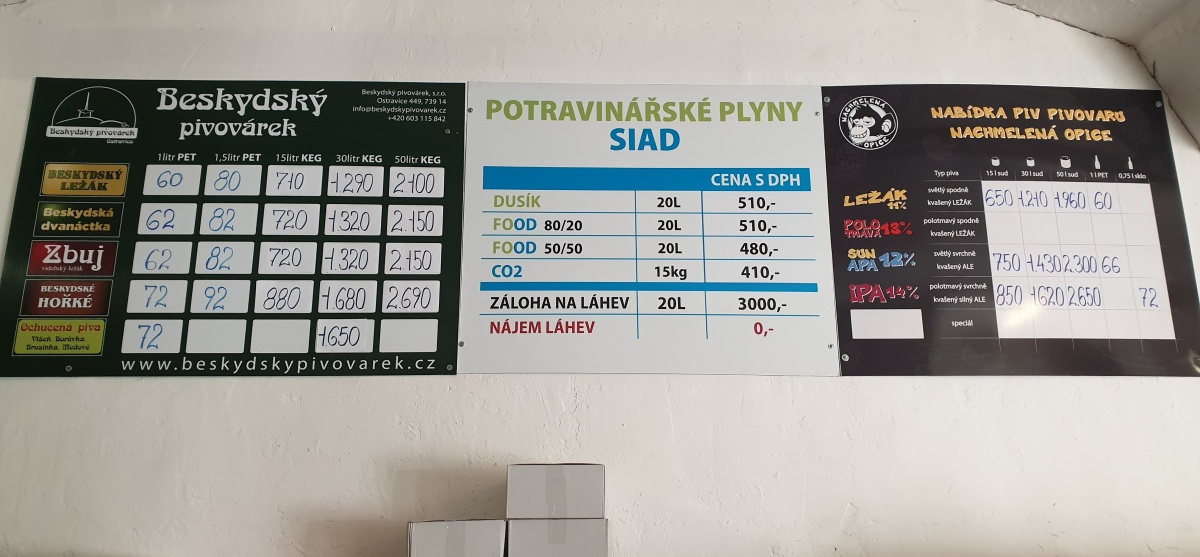 Beskydský
pivovárek
Beskydský pivovárek, s.r.o.
Ostravice 449, 739 14
info@beskydskypivovarek.cz
+420 603 115 842
Beskydský pivovárek
Ostravice
1litr PET 1,5litr PET 15litr KEG 30litr KEG 50litr KEG
BESKYDSKÝ LEŽÁK 60 80 710 1.290 2.100
Beskydská dvanáctka 62 82 720 1.320 2.150
Zbuj vídeňský ležák 62 82 720 1.320 2.150
BESKYDSKÉ HOŘKÉ 72 92 880 1.680 2.690
Ochucená piva
Višeň, Borůvka,
Brusinka, Medové
72 1.650
www.beskydskypivovarek.cz
POTRAVINÁŘSKÉ PLYNY
SIAD
CENA S DPH
DUSÍK 20L 510,-
FOOD 80/20 20L 510,-
FOOD 50/50 20L 480,-
CO2 15kg 410,-
ZÁLOHA NA LÁHEV 20L 3000,-
NÁJEM LÁHEV 0,-
NACHMELENÁ
OPICE
NABÍDKA PIV PIVOVARU
NACHMELENÁ OPICE
Typ piva 15 l sud 30 l sud 50 l sud 1 l PET 0,75 l sklo
LEŽÁK 11% světlý spodně kvašený LEŽÁK 650 1.210 1.960 60
POLOTMAVÁ 13% polotmavý spodně kvašený LEŽÁK
SUN APA 12% světlý svrchně kvašený ALE 750 1.430 2.300 66
IPA 14% polotmavý svrchně kvašený silný ALE 850 1.620 2.650 72
speciál